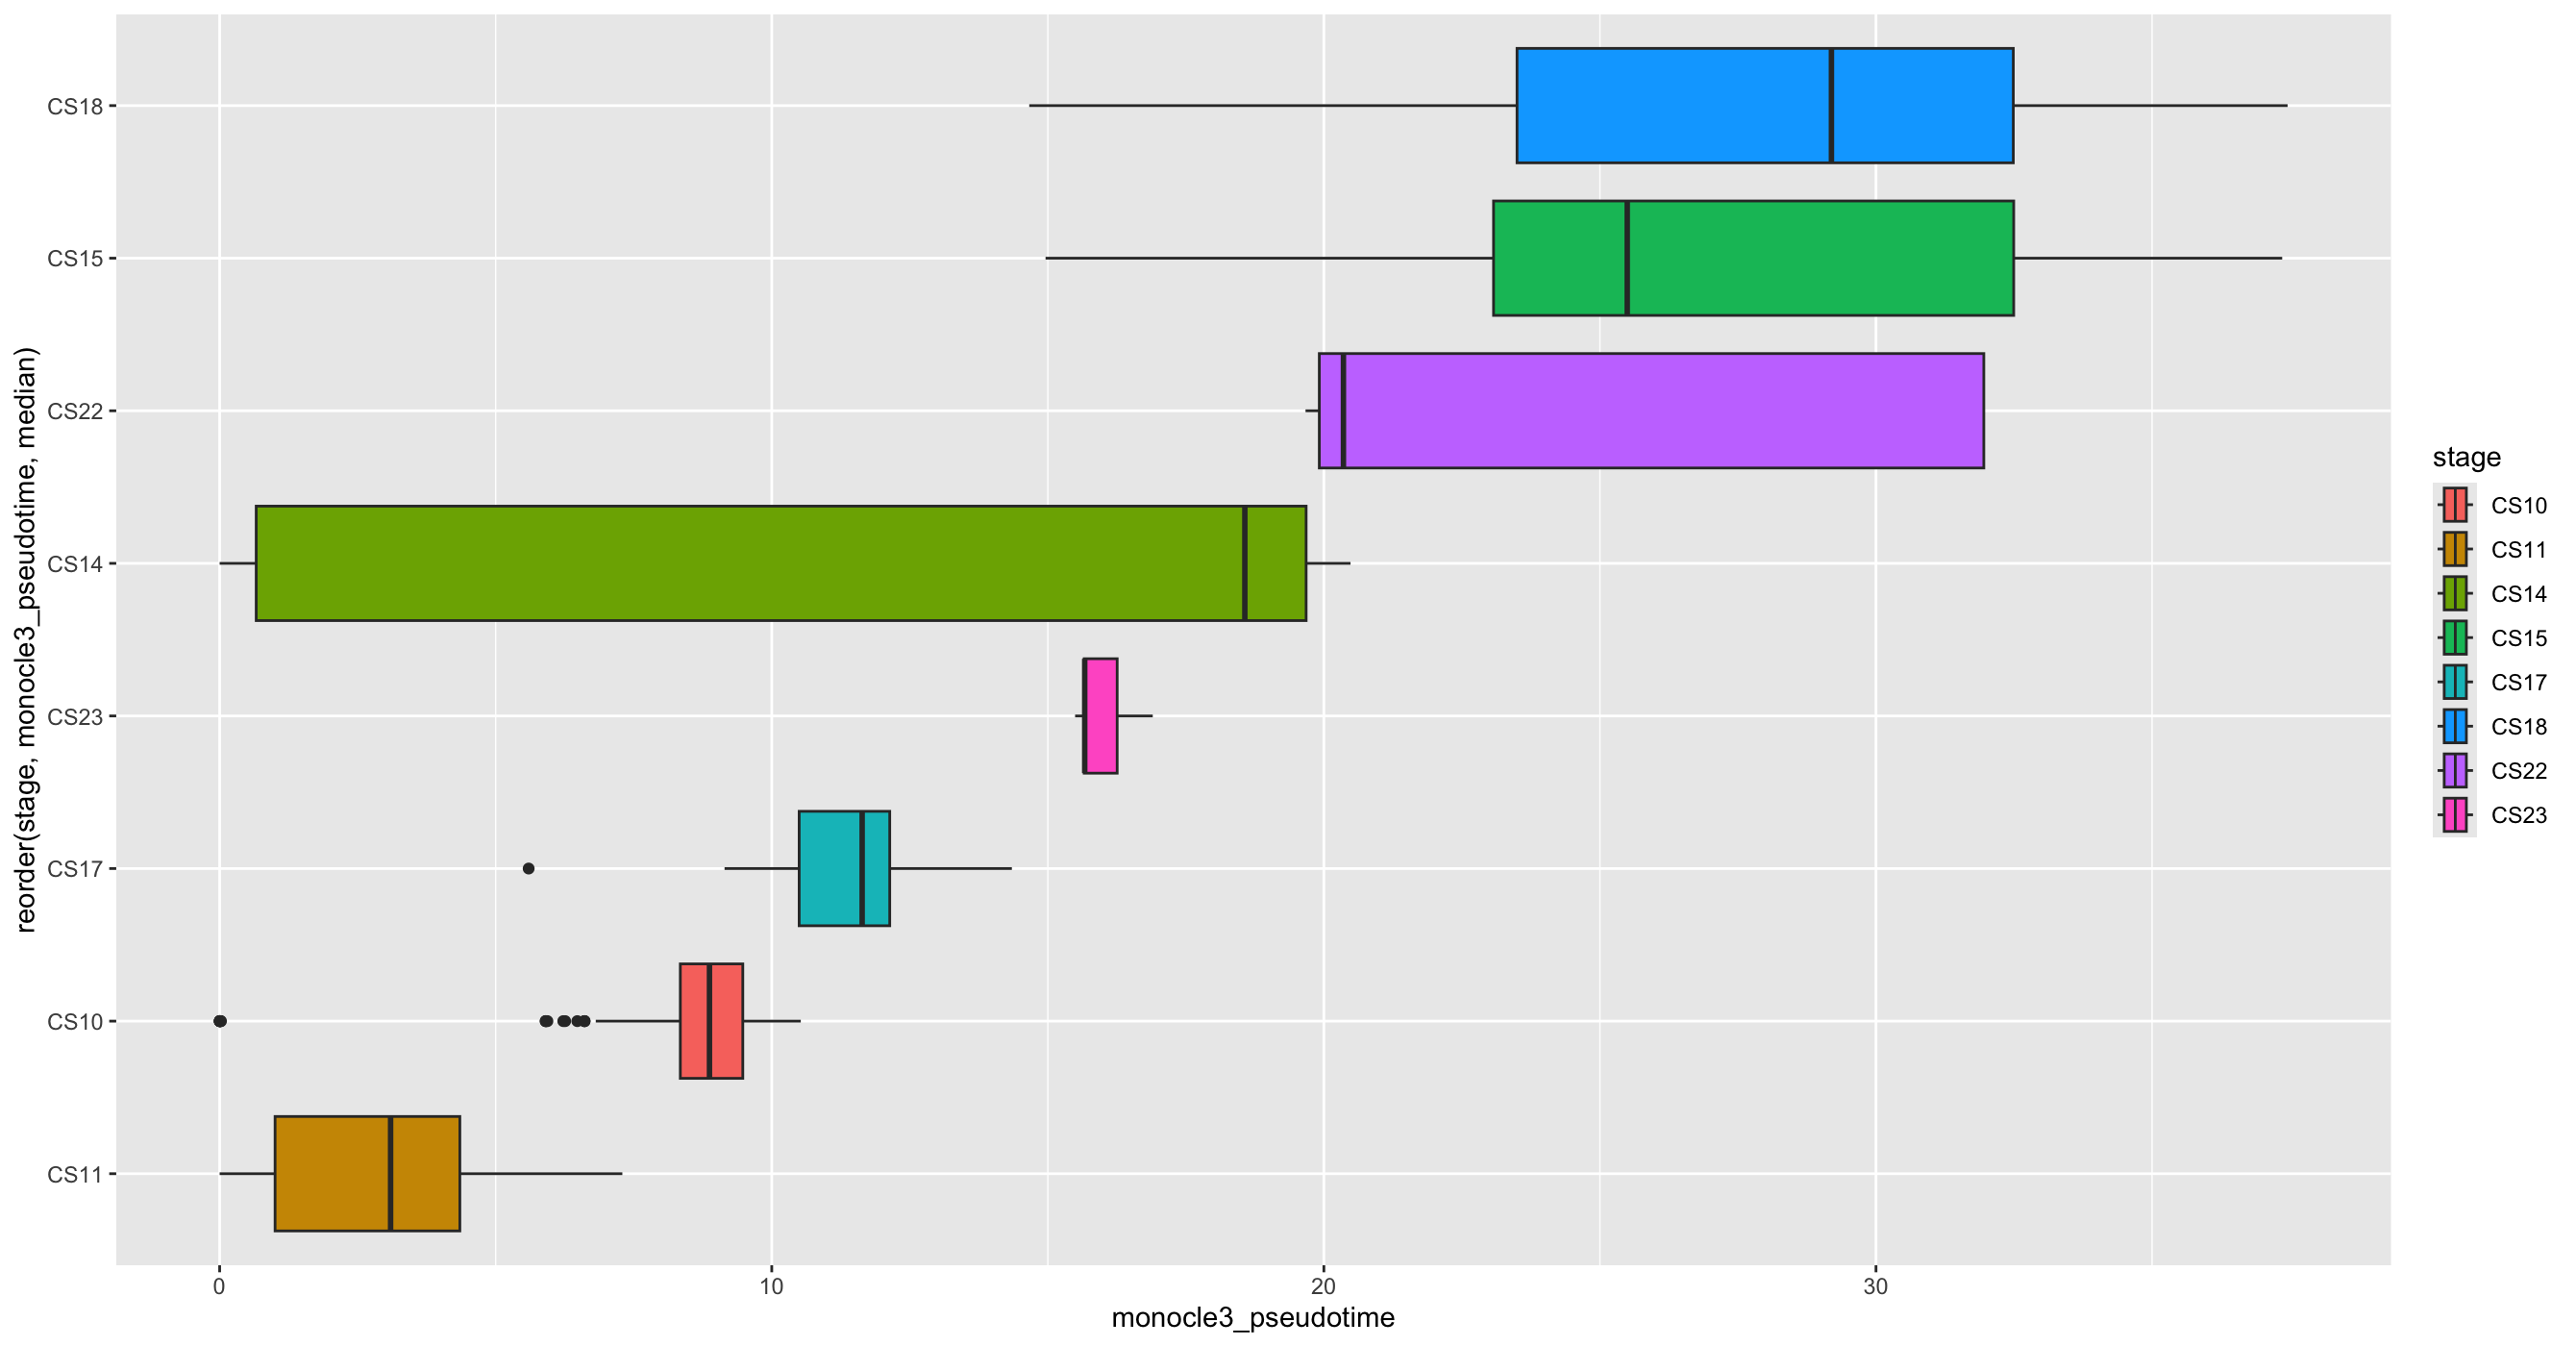 reorder(stage, monocle3_pseudotime, median)
CS18
CS15
CS22
CS14
CS23
CS17
CS10
CS11
0 10 20 30
monocle3_pseudotime
stage
CS10
CS11
CS14
CS15
CS17
CS18
CS22
CS23